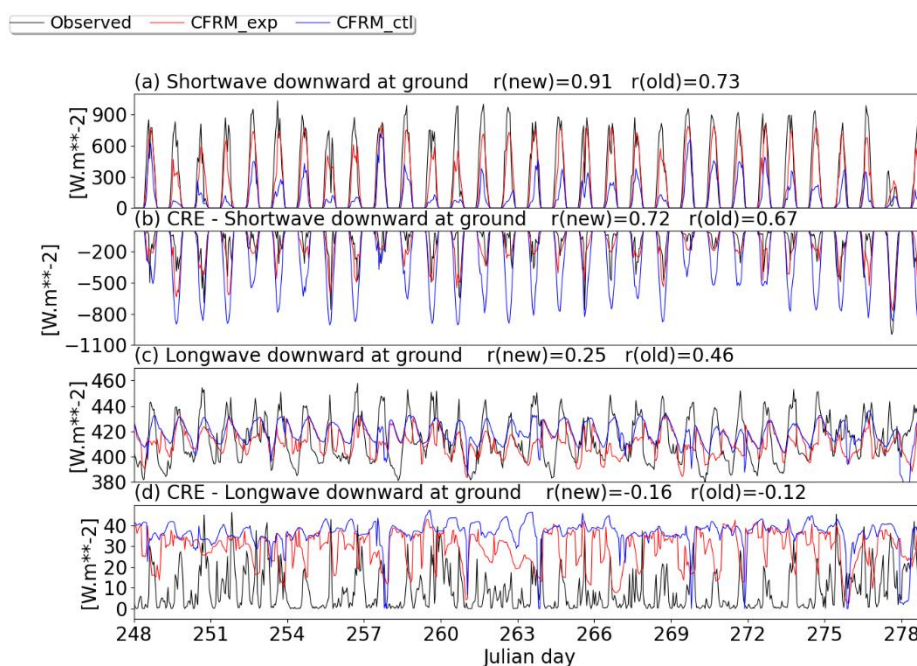 Observed CFRM_exp CFRM_ctl
(a) Shortwave downward at ground r(new)=0.91 r(old)=0.73
[W.m**-2]
900
600
300
0
(b) CRE - Shortwave downward at ground r(new)=0.72 r(old)=0.67
[W.m**-2]
−200
−500
−800
−1100
(c) Longwave downward at ground r(new)=0.25 r(old)=0.46
[W.m**-2]
460
440
420
400
380
(d) CRE - Longwave downward at ground r(new)=-0.16 r(old)=-0.12
[W.m**-2]
40
30
20
10
0
248 251 254 257 260 263 266 269 272 275 278
Julian day